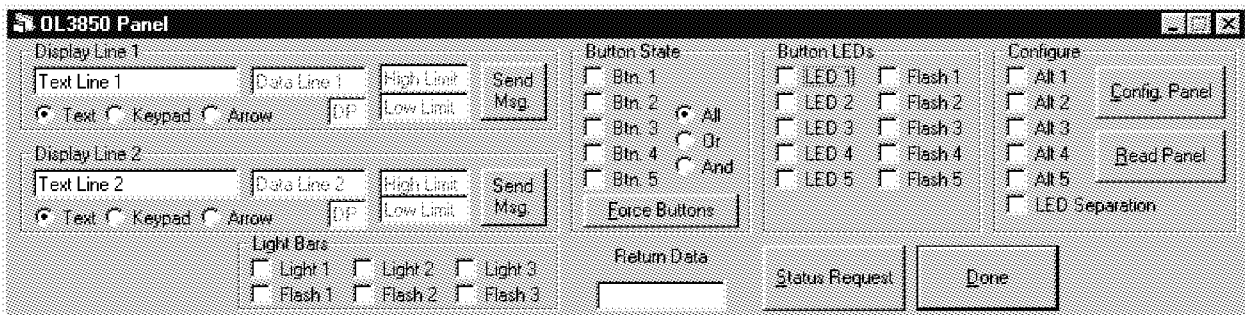 OL3850 Panel
Display Line 1
Text Line 1
Data Line 1
High Limit
Send Msg.
Text
Keypad
Arrow
DP
Low Limit
Display Line 2
Text Line 2
Data Line 2
High Limit
Send Msg.
Text
Keypad
Arrow
DP
Low Limit
Button State
Btn. 1
Btn. 2
Btn. 3
Btn. 4
Btn. 5
All
Or
And
Force Buttons
Button LEDs
LED 1
Flash 1
LED 2
Flash 2
LED 3
Flash 3
LED 4
Flash 4
LED 5
Flash 5
Configure
Alt 1
Alt 2
Alt 3
Alt 4
Alt 5
LED Separation
Config. Panel
Read Panel
Light Bars
Light 1
Light 2
Light 3
Flash 1
Flash 2
Flash 3
Return Data
Status Request
Done